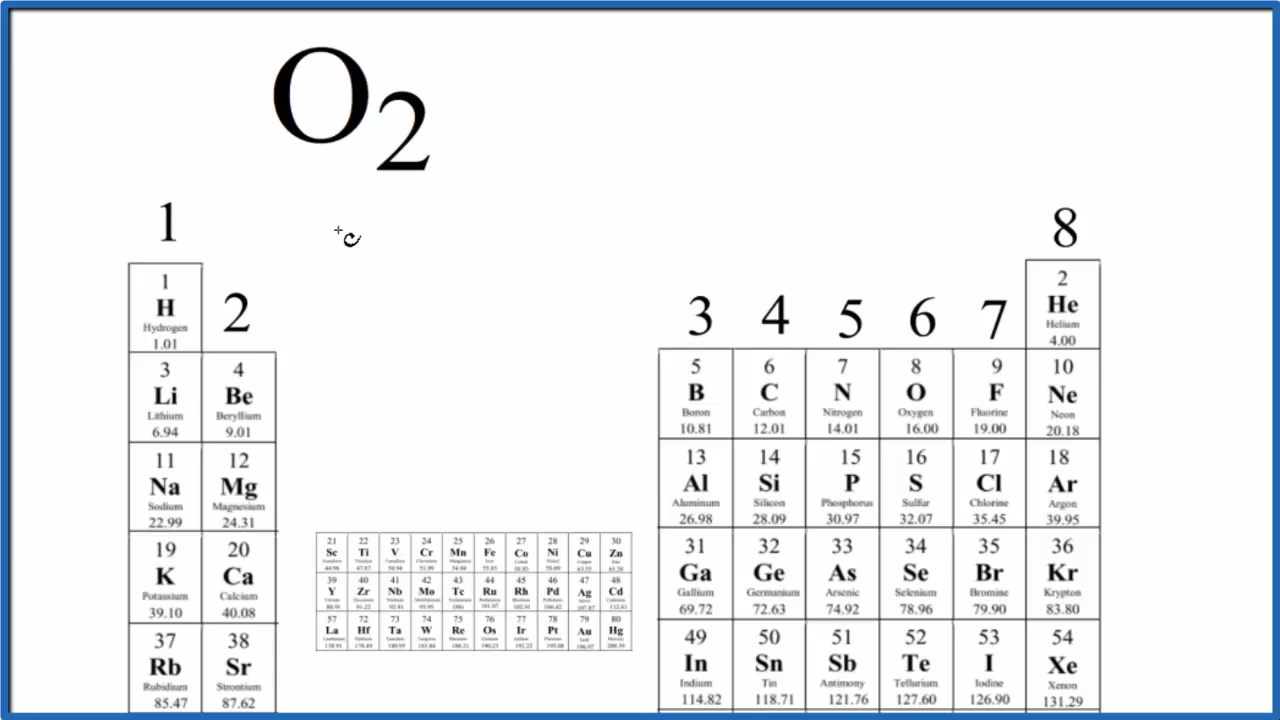 O2
1 8
2 3 4 5 6 7
1 2
H He
Hydrogen Helium
1.01 4.00
3 4 5 6 7 8 9 10
Li Be B C N O F Ne
Lithium Beryllium Boron Carbon Nitrogen Oxygen Fluorine Neon
6.94 9.01 10.81 12.01 14.01 16.00 19.00 20.18
11 12 13 14 15 16 17 18
Na Mg Al Si P S Cl Ar
Sodium Magnesium Aluminum Silicon Phosphorus Sulfur Chlorine Argon
22.99 24.31 26.98 28.09 30.97 32.07 35.45 39.95
19 20 31 32 33 34 35 36
K Ca Ga Ge As Se Br Kr
Potassium Calcium Gallium Germanium Arsenic Selenium Bromine Krypton
39.10 40.08 69.72 72.63 74.92 78.96 79.90 83.80
21 22 23 24 25 26 27 28 29 30
Sc Ti V Cr Mn Fe Co Ni Cu Zn
39 40 41 42 43 44 45 46 47 48
Y Zr Nb Mo Tc Ru Rh Pd Ag Cd
57 72 73 74 75 76 77 78 79 80
La Hf Ta W Re Os Ir Pt Au Hg
37 38 49 50 51 52 53 54
Rb Sr In Sn Sb Te I Xe
Rubidium Strontium Indium Tin Antimony Tellurium Iodine Xenon
85.47 87.62 114.82 118.71 121.76 127.60 126.90 131.29